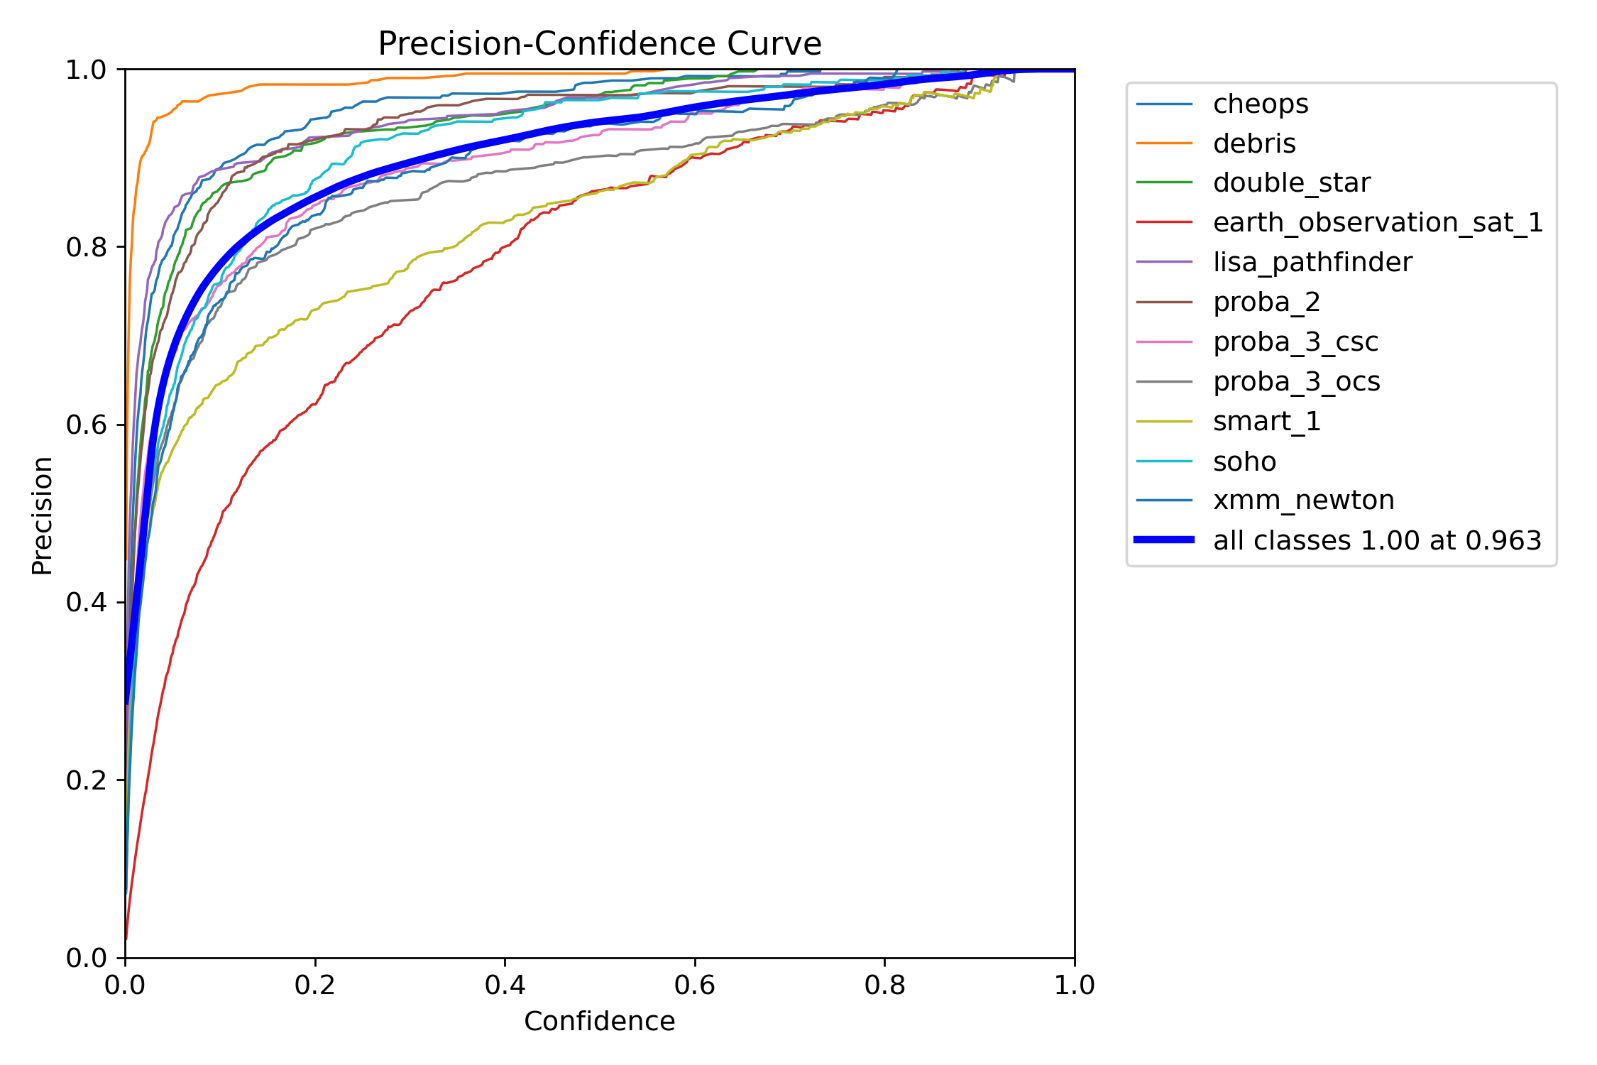 Precision-Confidence Curve
1.0
0.8
0.6
0.4
0.2
0.0
Precision
0.0 0.2 0.4 0.6 0.8 1.0
Confidence
cheops
debris
double_star
earth_observation_sat_1
lisa_pathfinder
proba_2
proba_3_csc
proba_3_ocs
smart_1
soho
xmm_newton
all classes 1.00 at 0.963